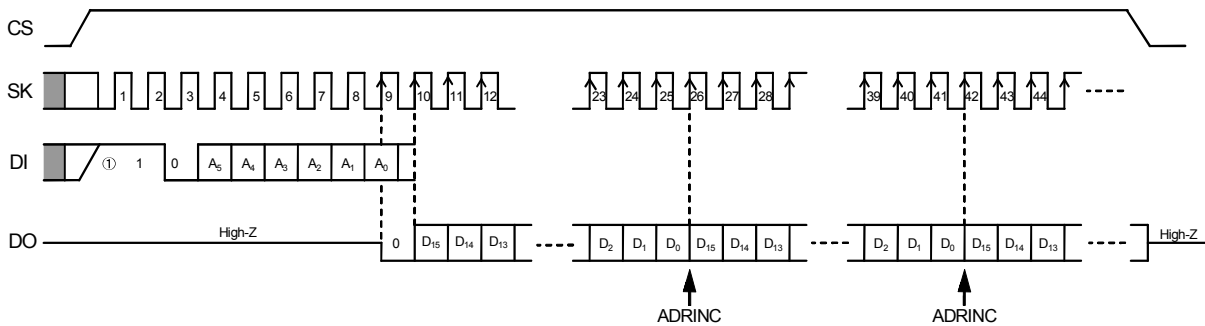 CS
SK 1 2 3 4 5 6 7 8 9 10 11 12 23 24 25 26 27 28 39 40 41 42 43 44
DI ① 1 0 A5 A4 A3 A2 A1 A0
High-Z
DO 0 D15 D14 D13 D2 D1 D0 D15 D14 D13 D2 D1 D0 D15 D14 D13 High-Z
ADRINC ADRINC